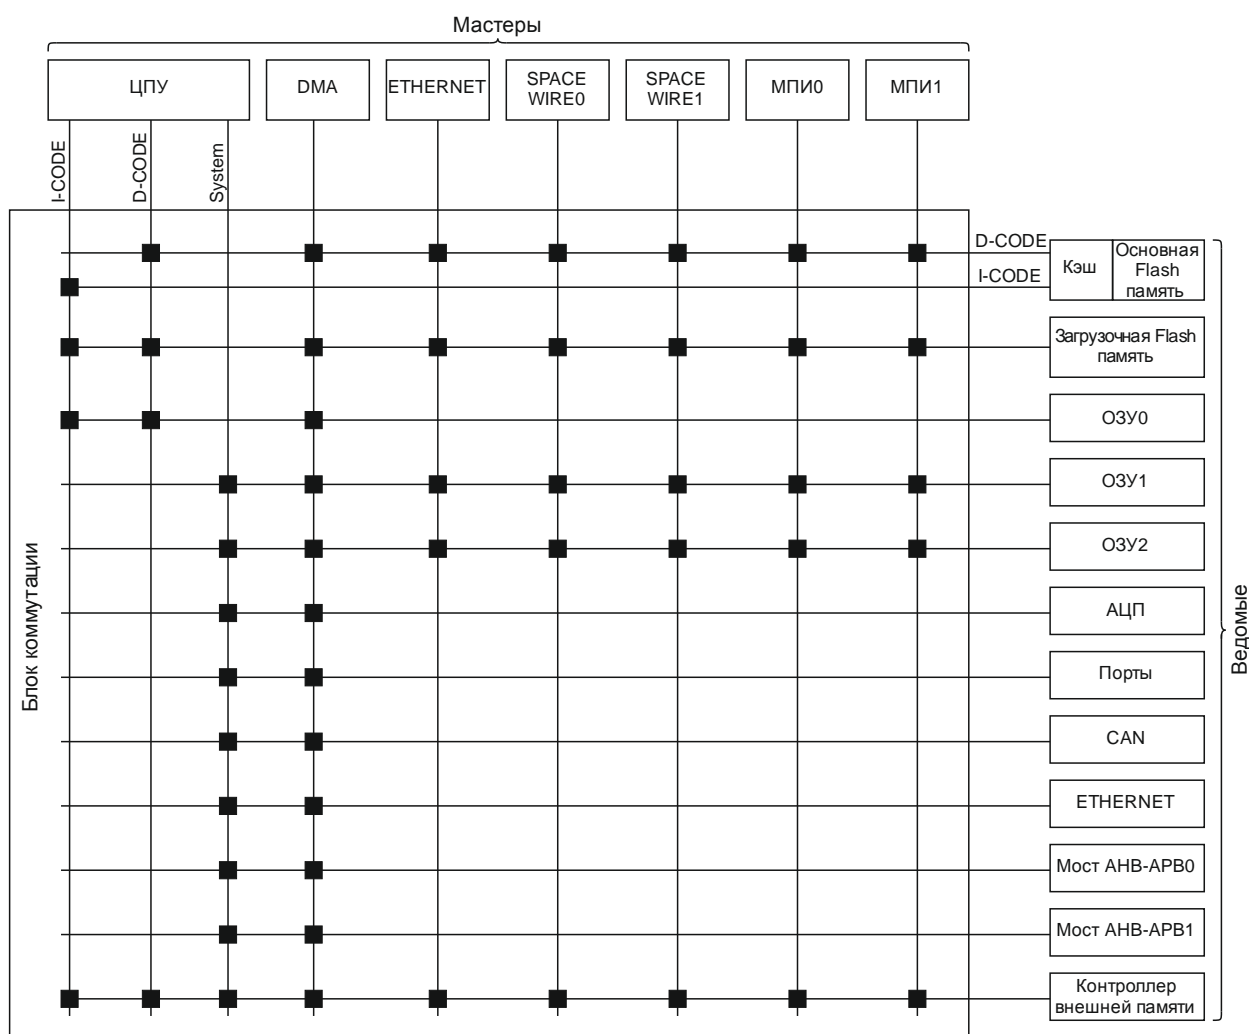 Мастеры
ЦПУ
DMA
ETHERNET
SPACE
WIRE0
SPACE
WIRE1
МПИ0
МПИ1
I-CODE
D-CODE
System
D-CODE
I-CODE
Кэш
Основная
Flash
память
Загрузочная Flash
память
ОЗУ0
ОЗУ1
ОЗУ2
АЦП
Порты
CAN
ETHERNET
Мост AHB-APB0
Мост AHB-APB1
Контроллер
внешней памяти
Блок коммутации
Ведомые